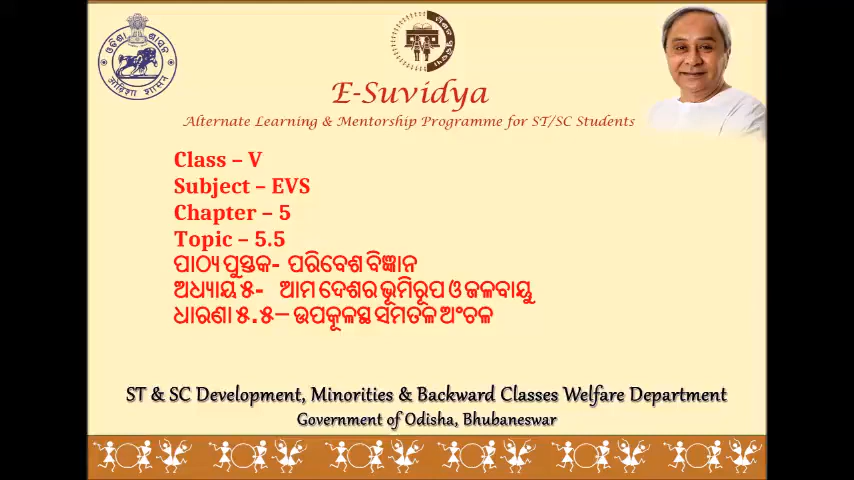 E-Suvidya
Alternate Learning & Mentorship Programme for ST/SC Students
Class – V
Subject – EVS
Chapter – 5
Topic – 5.5
ପାଠ୍ୟ ପୁସ୍ତକ- ପରିବେଶ ବିଜ୍ଞାନ
ଅଧ୍ୟାୟ ୫- ଆମ ଦେଶର ଭୂମିରୂପ ଓ ଜଳବାୟୁ
ଧାରଣା ୫.୫– ଉପକୂଳସ୍ଥ ସମତଳ ଅଂଚଳ
ST & SC Development, Minorities & Backward Classes Welfare Department
Government of Odisha, Bhubaneswar